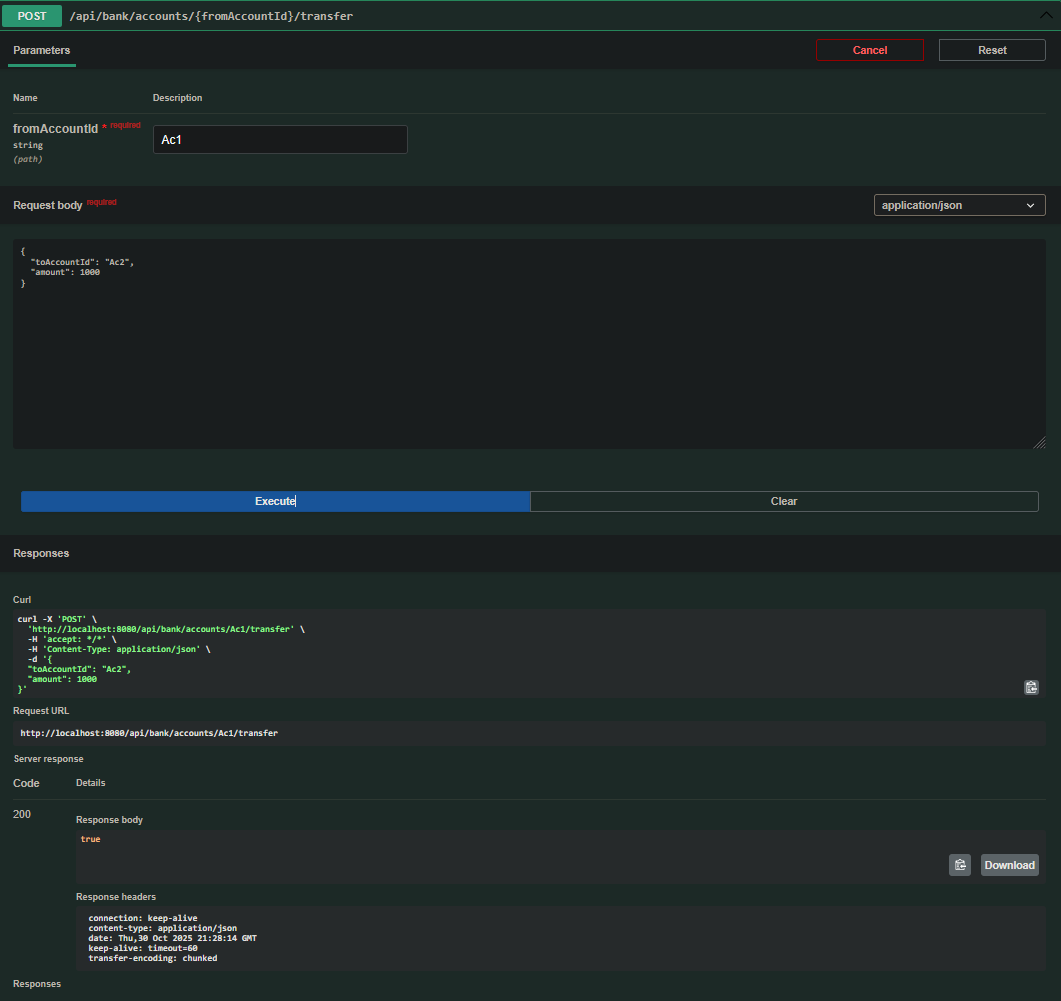 POST /api/bank/accounts/{fromAccountId}/transfer
Parameters
Cancel
Reset
Name Description
fromAccountId * required
string
(path)
Ac1
Request body required
application/json
{
  "toAccountId": "Ac2",
  "amount": 1000
}
Execute
Clear
Responses
Curl
curl -X 'POST' \
  'http://localhost:8080/api/bank/accounts/Ac1/transfer' \
  -H 'accept: */*' \
  -H 'Content-Type: application/json' \
  -d '{
  "toAccountId": "Ac2",
  "amount": 1000
}'
Request URL
http://localhost:8080/api/bank/accounts/Ac1/transfer
Server response
Code Details
200
Response body
true
Download
Response headers
connection: keep-alive
content-type: application/json
date: Thu,30 Oct 2025 21:28:14 GMT
keep-alive: timeout=60
transfer-encoding: chunked
Responses